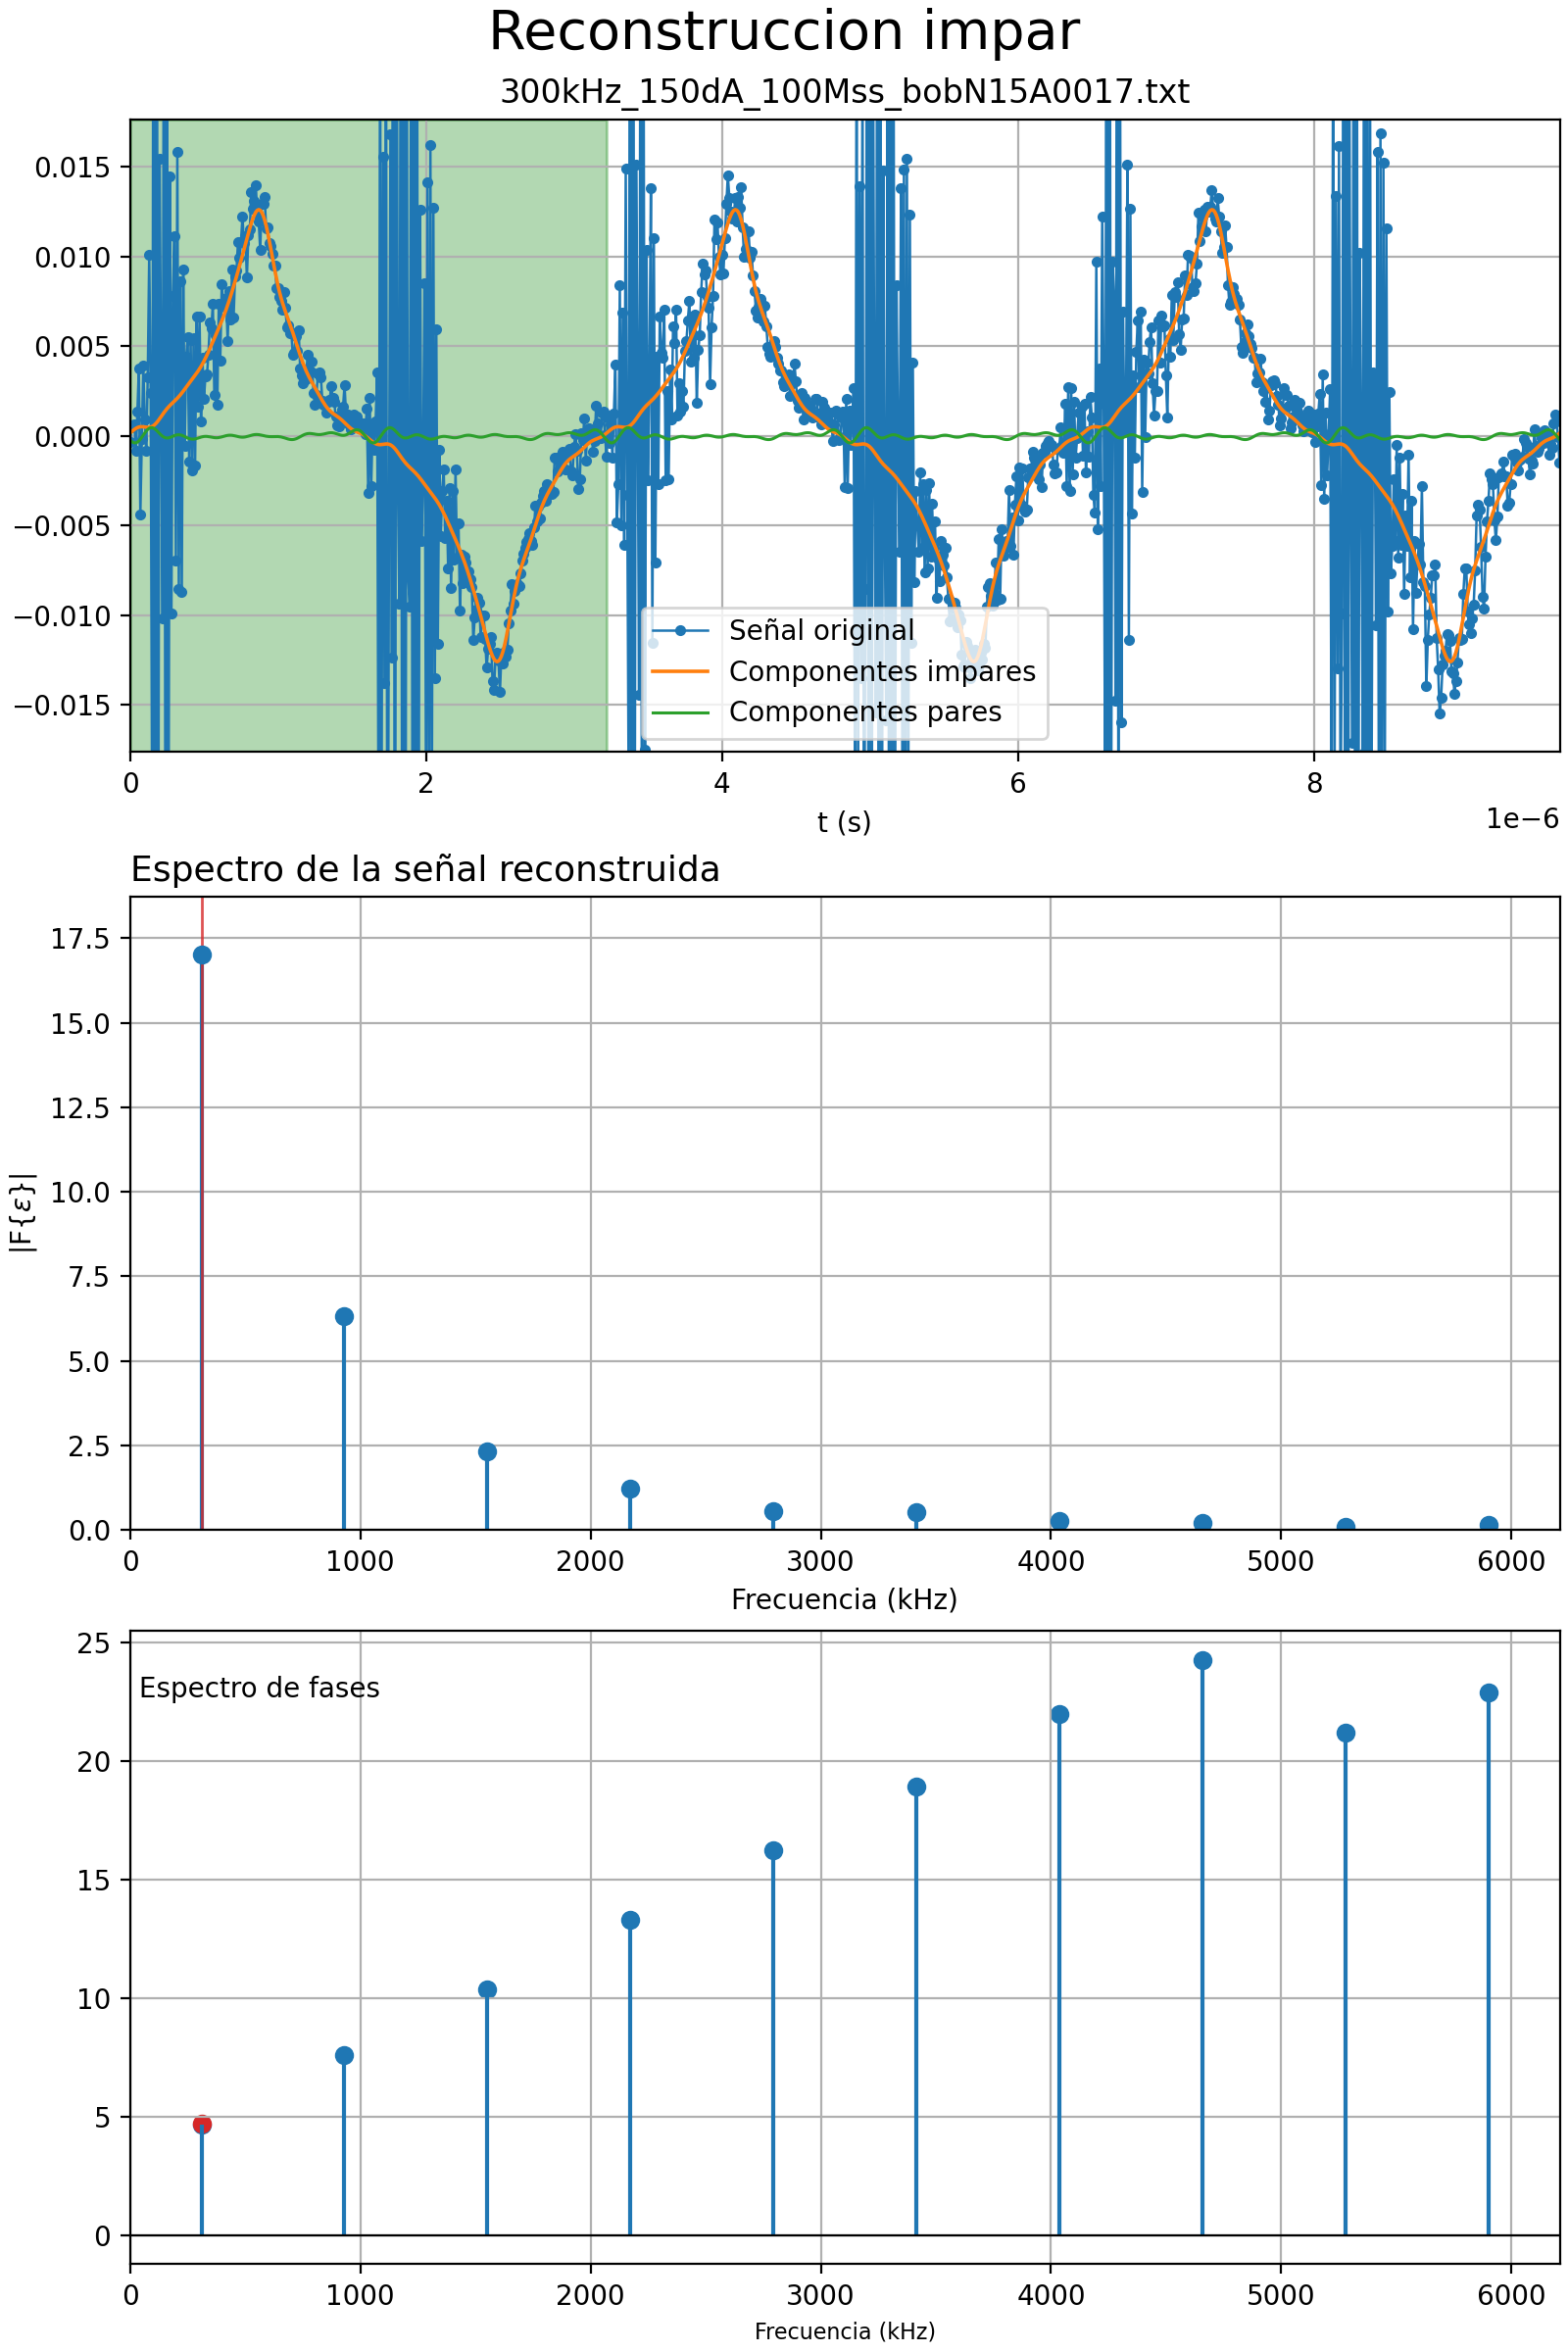 Reconstruccion impar
300kHz_150dA_100Mss_bobN15A0017.txt
0.015
0.010
0.005
0.000
−0.005
−0.010
−0.015
Señal original
Componentes impares
Componentes pares
0 2 4 6 8
t (s)
1e−6
Espectro de la señal reconstruida
17.5
15.0
12.5
10.0
7.5
5.0
2.5
0.0
|F{ε}|
0 1000 2000 3000 4000 5000 6000
Frecuencia (kHz)
25
Espectro de fases
20
15
10
5
0
0 1000 2000 3000 4000 5000 6000
Frecuencia (kHz)